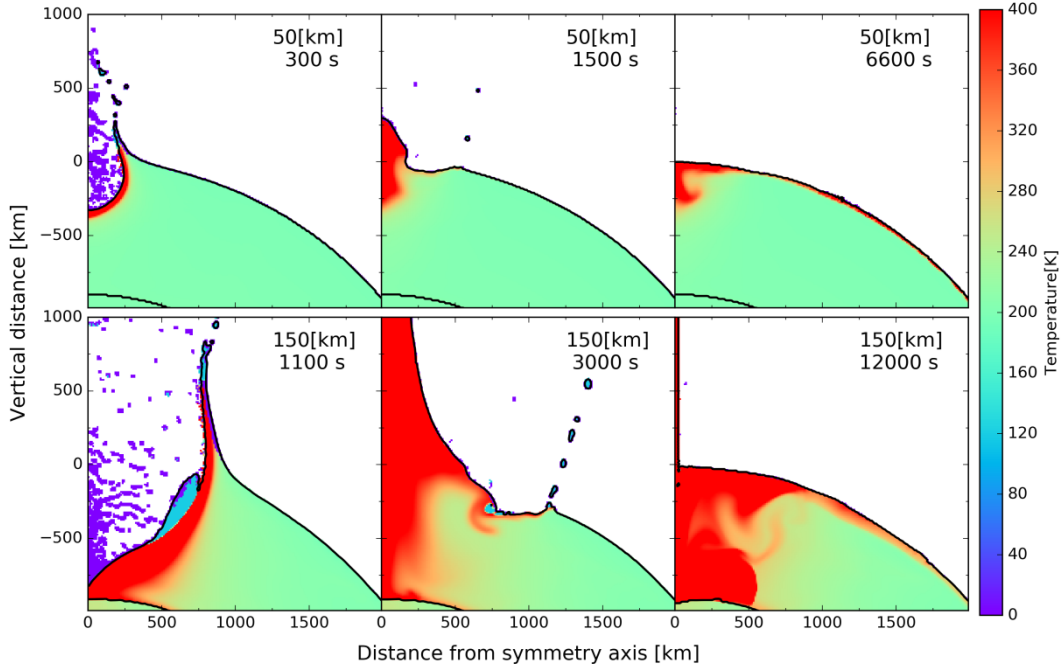 50[km]
300 s
50[km]
1500 s
50[km]
6600 s
150[km]
1100 s
150[km]
3000 s
150[km]
12000 s
1000
500
0
−500
1000
500
0
−500
0 500 1000 1500
0 500 1000 1500
0 500 1000 1500
Vertical distance [km]
Distance from symmetry axis [km]
400
360
320
280
240
200
160
120
80
40
0
Temperature[K]